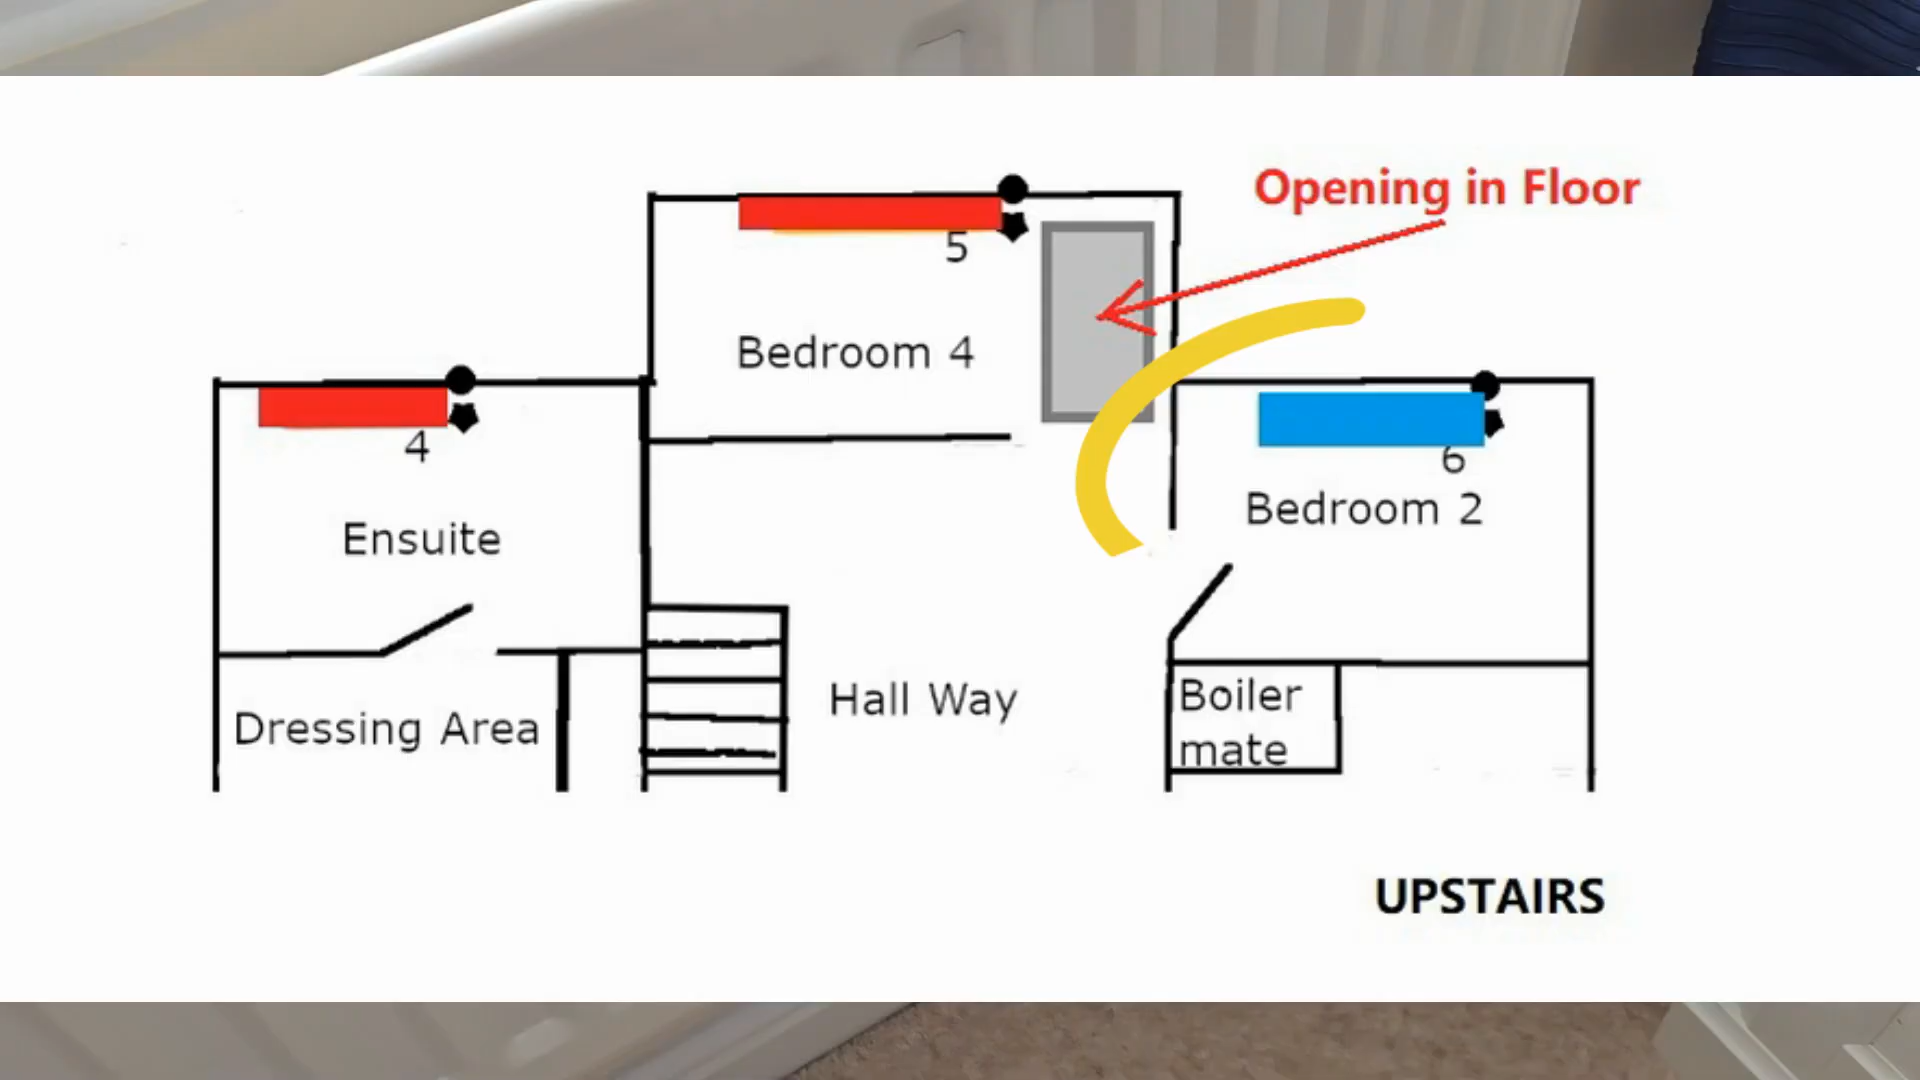 Opening in Floor
5
Bedroom 4
4
6
Bedroom 2
Ensuite
Dressing Area
Hall Way
Boiler
mate
UPSTAIRS